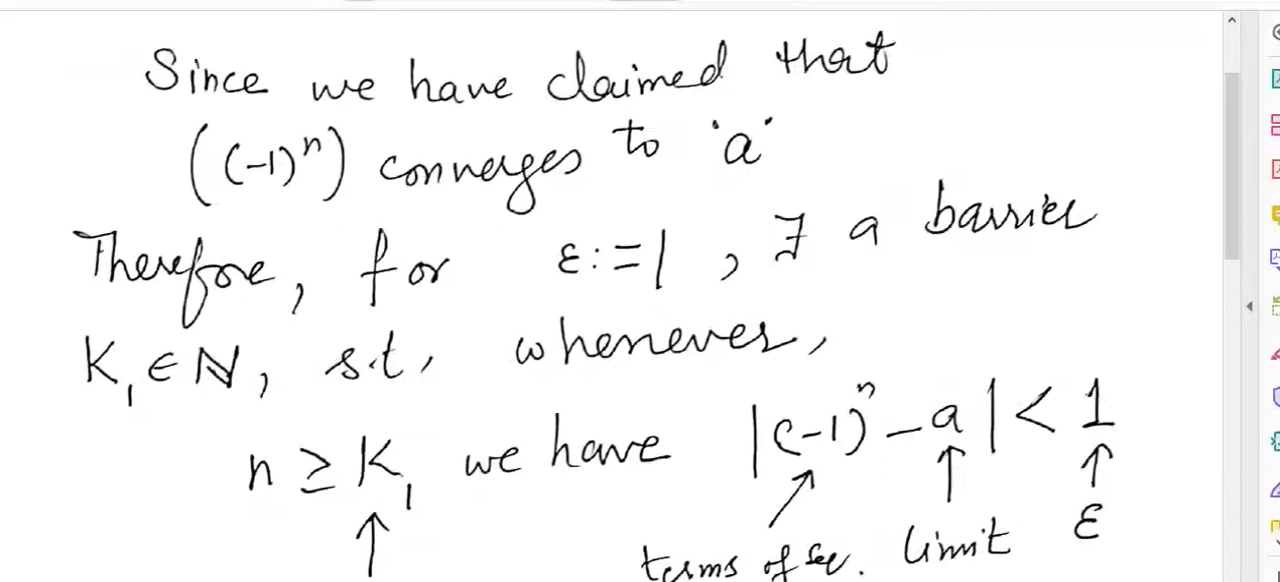 Since we have claimed that
((-1)ⁿ) converges to 'a'
Therefore, for ε:=1, ∃ a barrier
K₁∈ℕ, s.t, whenever,
n ≥ K₁ we have |(-1)ⁿ-a|<1
↑ ↗ ↑ ↑
terms of seq. limit ε